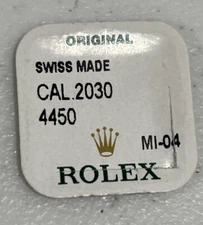 ORIGINAL
SWISS MADE
CAL.2030
4450
MI-04
ROLEX